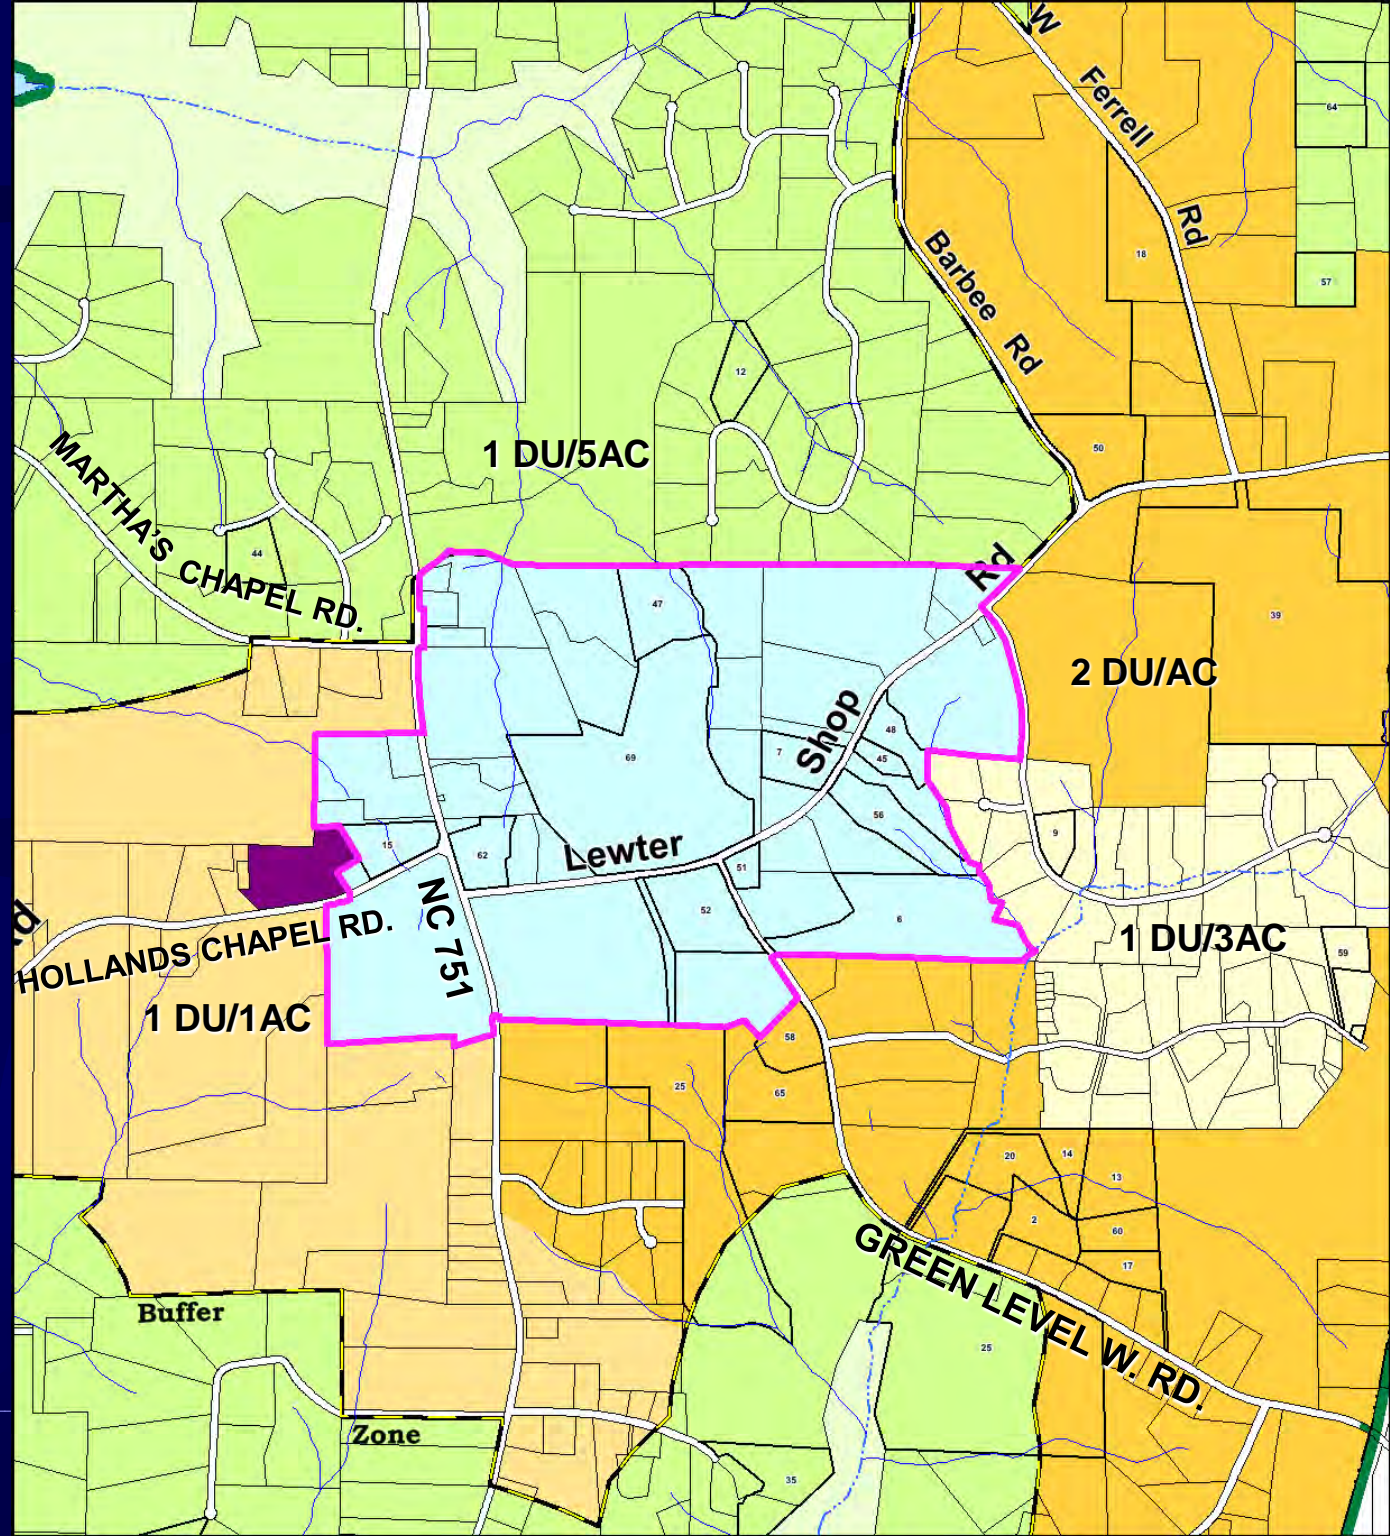 W
Ferrell
Rd
64
18
57
Barbee Rd
12
1 DU/5AC
50
MARTHA'S CHAPEL RD.
44
47
Rd
39
2 DU/AC
Shop
48
7
45
69
56
9
15
62
Lewter
51
52
6
1 DU/3AC
59
NC 751
Rd
HOLLANDS CHAPEL RD.
1 DU/1AC
58
25
65
20
14
13
2
60
17
GREEN LEVEL W. RD.
Buffer
25
Zone
35